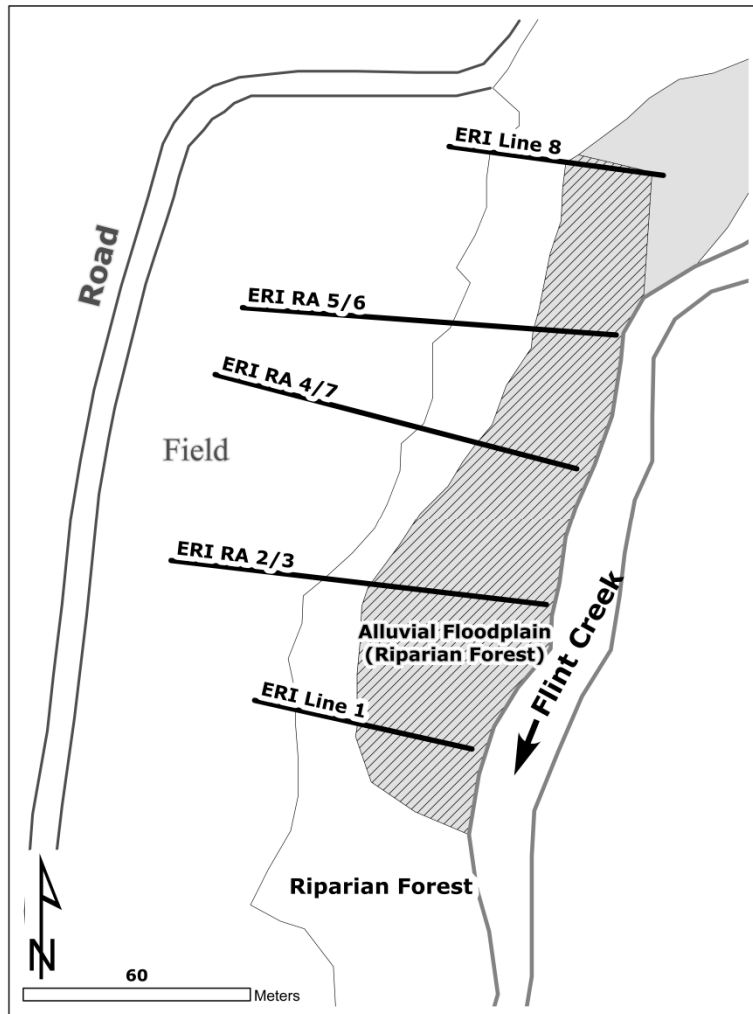 ERI Line 8
Road
ERI RA 5/6
ERI RA 4/7
Field
ERI RA 2/3
Alluvial Floodplain
(Riparian Forest)
Flint Creek
ERI Line 1
Riparian Forest
N
60
Meters